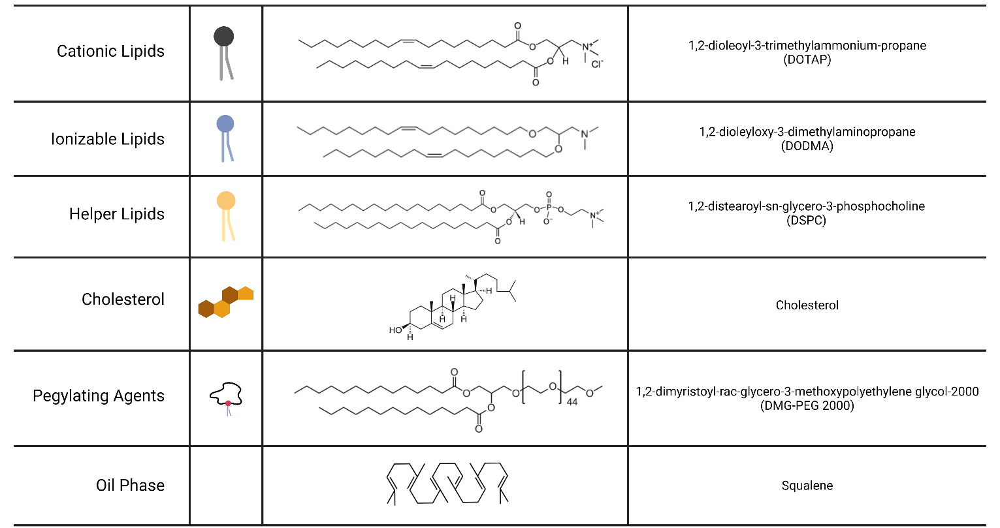 Cationic Lipids
O
O
N+
O
H
Cl-
O
1,2-dioleoyl-3-trimethylammonium-propane
(DOTAP)
Ionizable Lipids
O
N
O
1,2-dioleyloxy-3-dimethylaminopropane
(DODMA)
Helper Lipids
O
O
O
O
P
O
N+
O
H
O-
O
1,2-distearoyl-sn-glycero-3-phosphocholine
(DSPC)
Cholesterol
H
H
H
H
HO
H
Cholesterol
Pegylating Agents
O
O
O
O
O
44
O
O
1,2-dimyristoyl-rac-glycero-3-methoxypolyethylene glycol-2000
(DMG-PEG 2000)
Oil Phase
Squalene